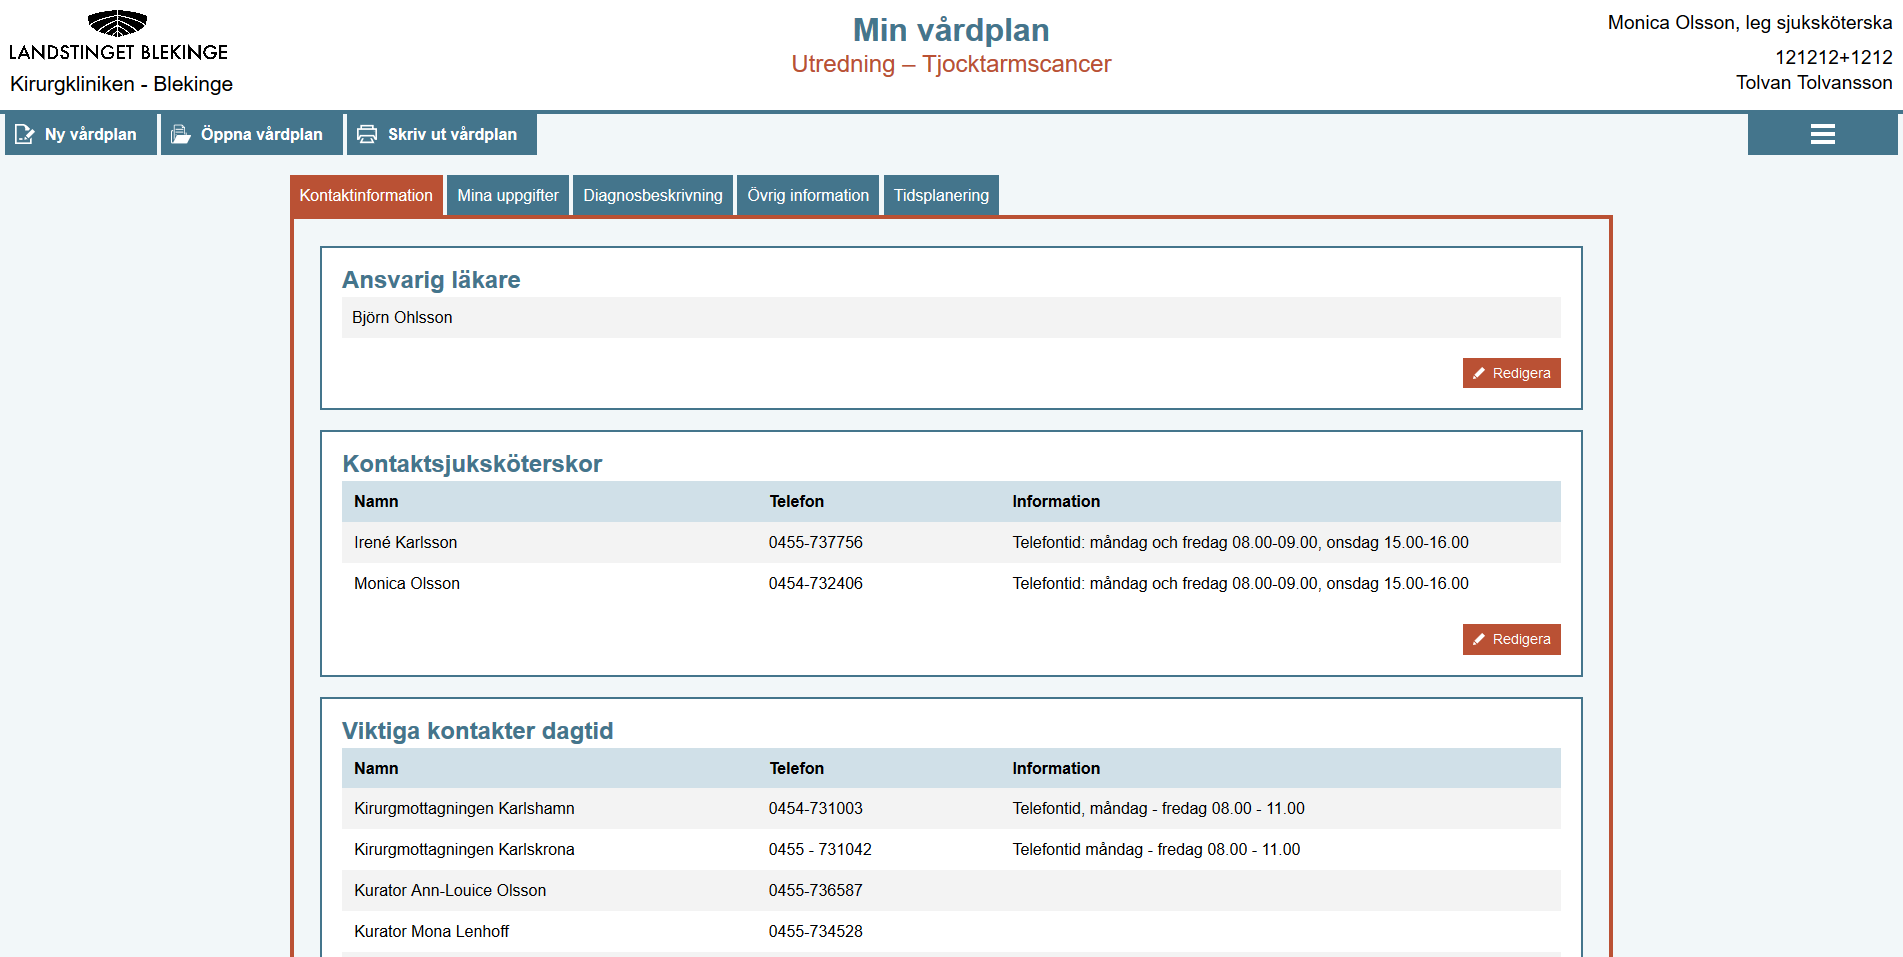 LANDSTINGET BLEKINGE
Kirurgkliniken - Blekinge
Min vårdplan
Utredning – Tjocktarmscancer
Monica Olsson, leg sjuksköterska
121212+1212
Tolvan Tolvansson
Ny vårdplan Öppna vårdplan Skriv ut vårdplan
Kontaktinformation Mina uppgifter Diagnosbeskrivning Övrig information Tidsplanering
Ansvarig läkare
Björn Ohlsson
Redigera
Kontaktsjuksköterskor
Namn Telefon Information
Irené Karlsson 0455-737756 Telefontid: måndag och fredag 08.00-09.00, onsdag 15.00-16.00
Monica Olsson 0454-732406 Telefontid: måndag och fredag 08.00-09.00, onsdag 15.00-16.00
Redigera
Viktiga kontakter dagtid
Namn Telefon Information
Kirurgmottagningen Karlshamn 0454-731003 Telefontid, måndag - fredag 08.00 - 11.00
Kirurgmottagningen Karlskrona 0455 - 731042 Telefontid måndag - fredag 08.00 - 11.00
Kurator Ann-Louice Olsson 0455-736587
Kurator Mona Lenhoff 0455-734528